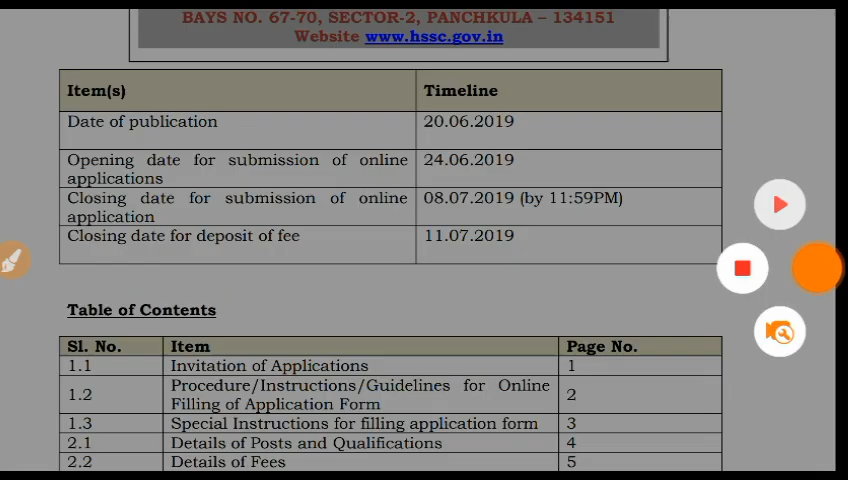 BAYS NO. 67-70, SECTOR-2, PANCHKULA – 134151
Website www.hssc.gov.in
Item(s) Timeline
Date of publication 20.06.2019
Opening date for submission of online 24.06.2019
applications
Closing date for submission of online 08.07.2019 (by 11:59PM)
application
Closing date for deposit of fee 11.07.2019
Table of Contents
Sl. No. Item Page No.
1.1 Invitation of Applications 1
1.2 Procedure/Instructions/Guidelines for Online 2
Filling of Application Form
1.3 Special Instructions for filling application form 3
2.1 Details of Posts and Qualifications 4
2.2 Details of Fees 5